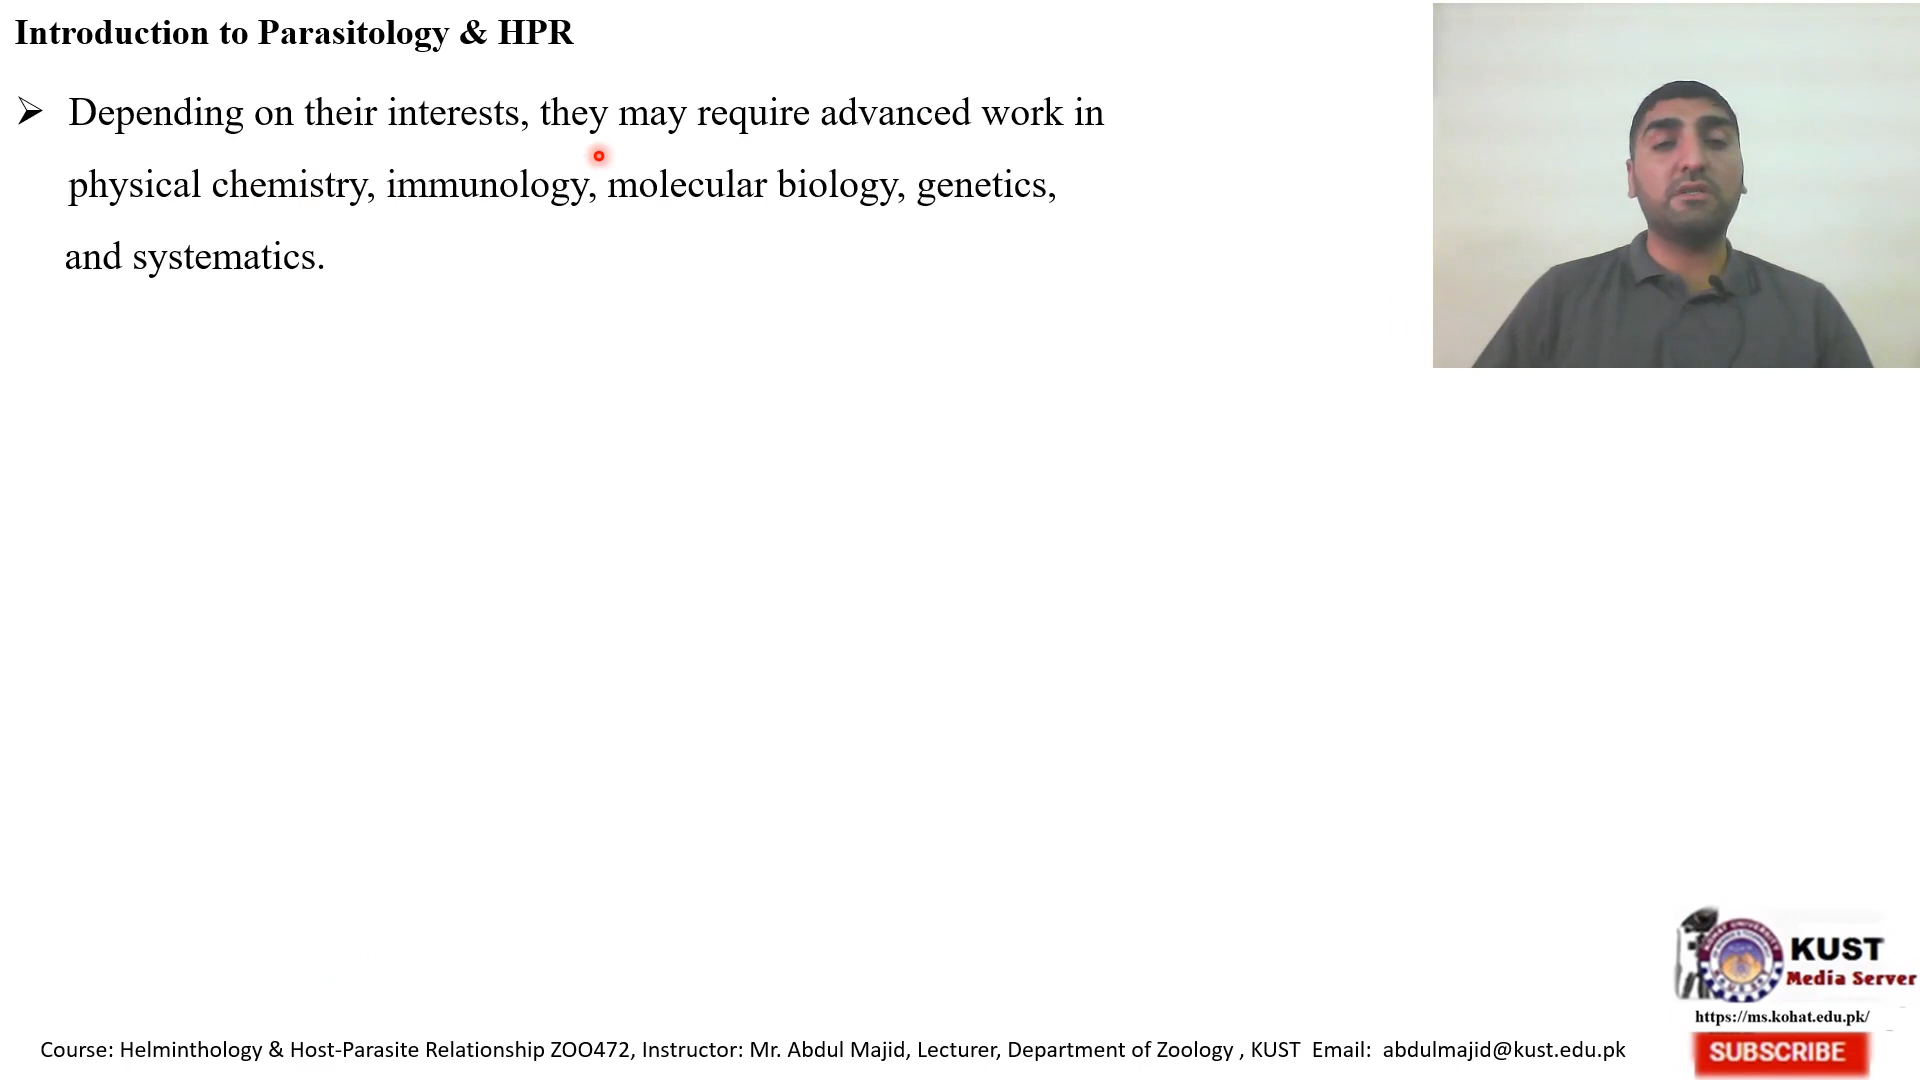 Introduction to Parasitology & HPR
➢ Depending on their interests, they may require advanced work in
physical chemistry, immunology, molecular biology, genetics,
and systematics.
KUST
Media Server
https://ms.kohat.edu.pk/
SUBSCRIBE
Course: Helminthology & Host-Parasite Relationship ZOO472, Instructor: Mr. Abdul Majid, Lecturer, Department of Zoology , KUST Email: abdulmajid@kust.edu.pk